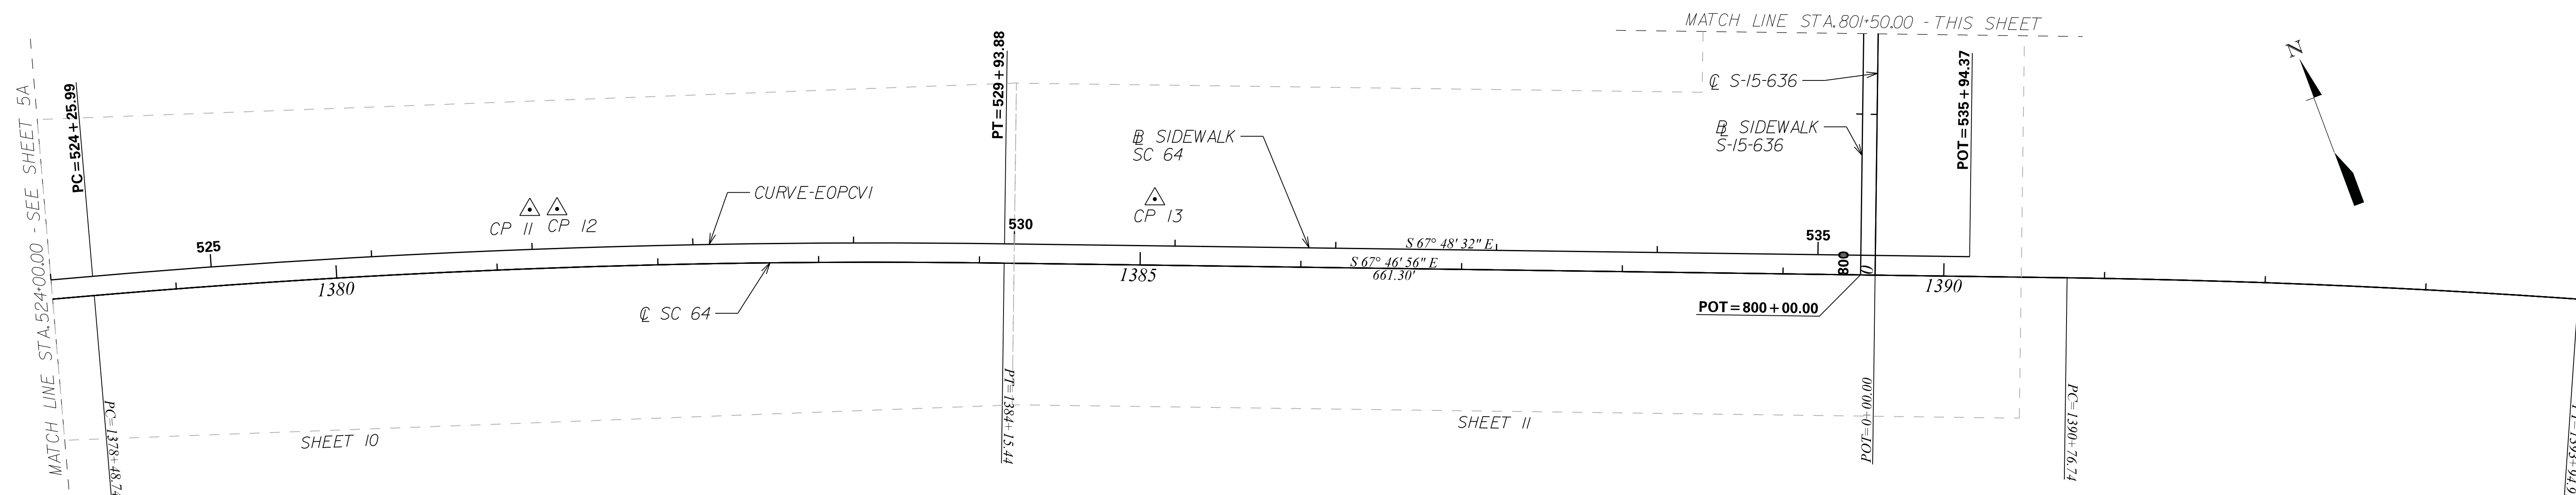 MATCH LINE STA.801+50.00 - THIS SHEET
N
MATCH LINE STA.524+00.00 - SEE SHEET 5A
PC=524+25.99
PT=529+93.88
POT=535+94.37
℄ S-15-636
B⅊ SIDEWALK
SC 64
B⅊ SIDEWALK
S-15-636
CURVE-EOPCV1
CP 11
CP 12
CP 13
525
530
535
S 67° 48' 32" E
S 67° 46' 56" E
661.30'
800
0
1380
1385
1390
℄ SC 64
POT=800+00.00
PC=1378+48.74
PT=1384+15.44
POT=0+00.00
PC=1390+76.74
SHEET 10
SHEET 11